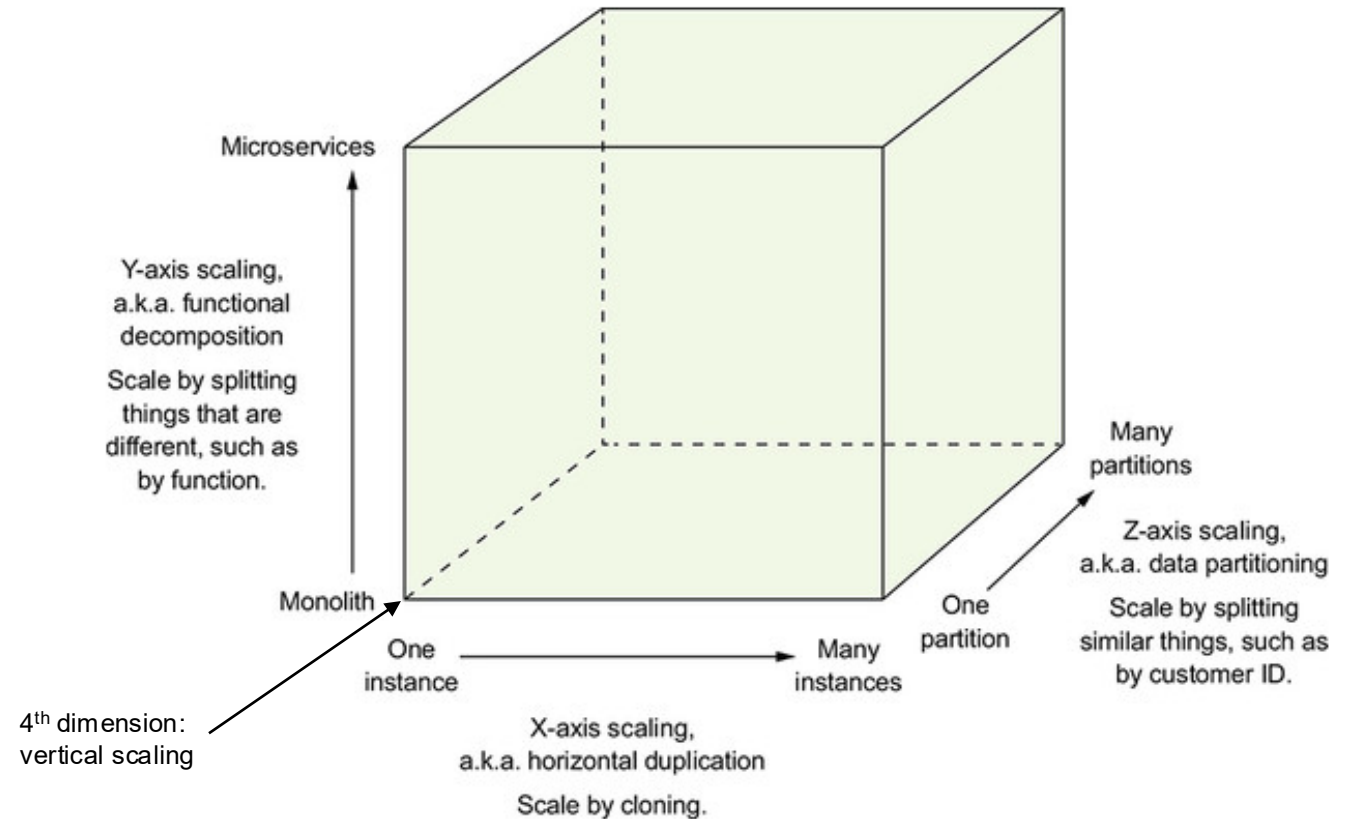 Microservices
Y-axis scaling,
a.k.a. functional
decomposition
Scale by splitting
things that are
different, such as
by function.
Monolith
One
instance
Many
instances
X-axis scaling,
a.k.a. horizontal duplication
Scale by cloning.
One
partition
Many
partitions
Z-axis scaling,
a.k.a. data partitioning
Scale by splitting
similar things, such as
by customer ID.
4th dimension:
vertical scaling